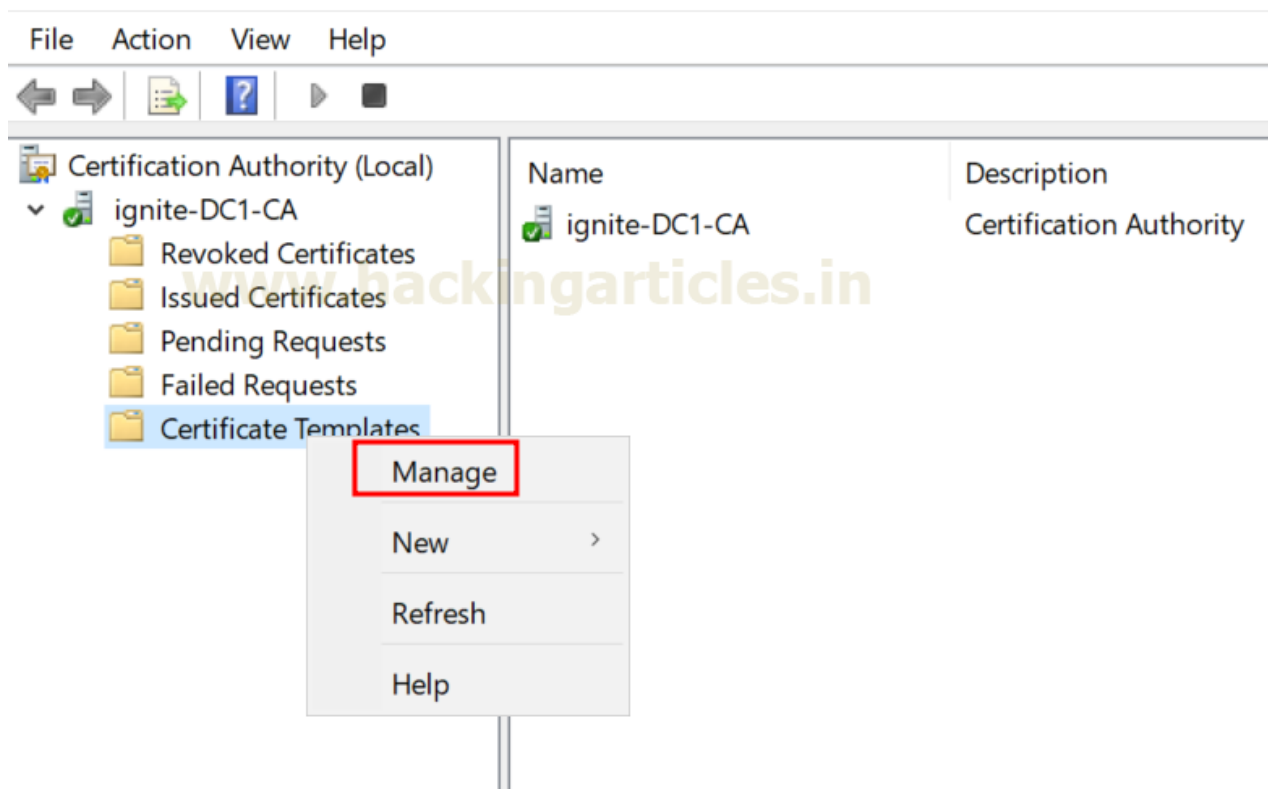 File Action View Help
Certification Authority (Local)
ignite-DC1-CA
Revoked Certificates
Issued Certificates
Pending Requests
Failed Requests
Certificate Templates
Manage
New
Refresh
Help
Name Description
ignite-DC1-CA Certification Authority
www.hackingarticles.in